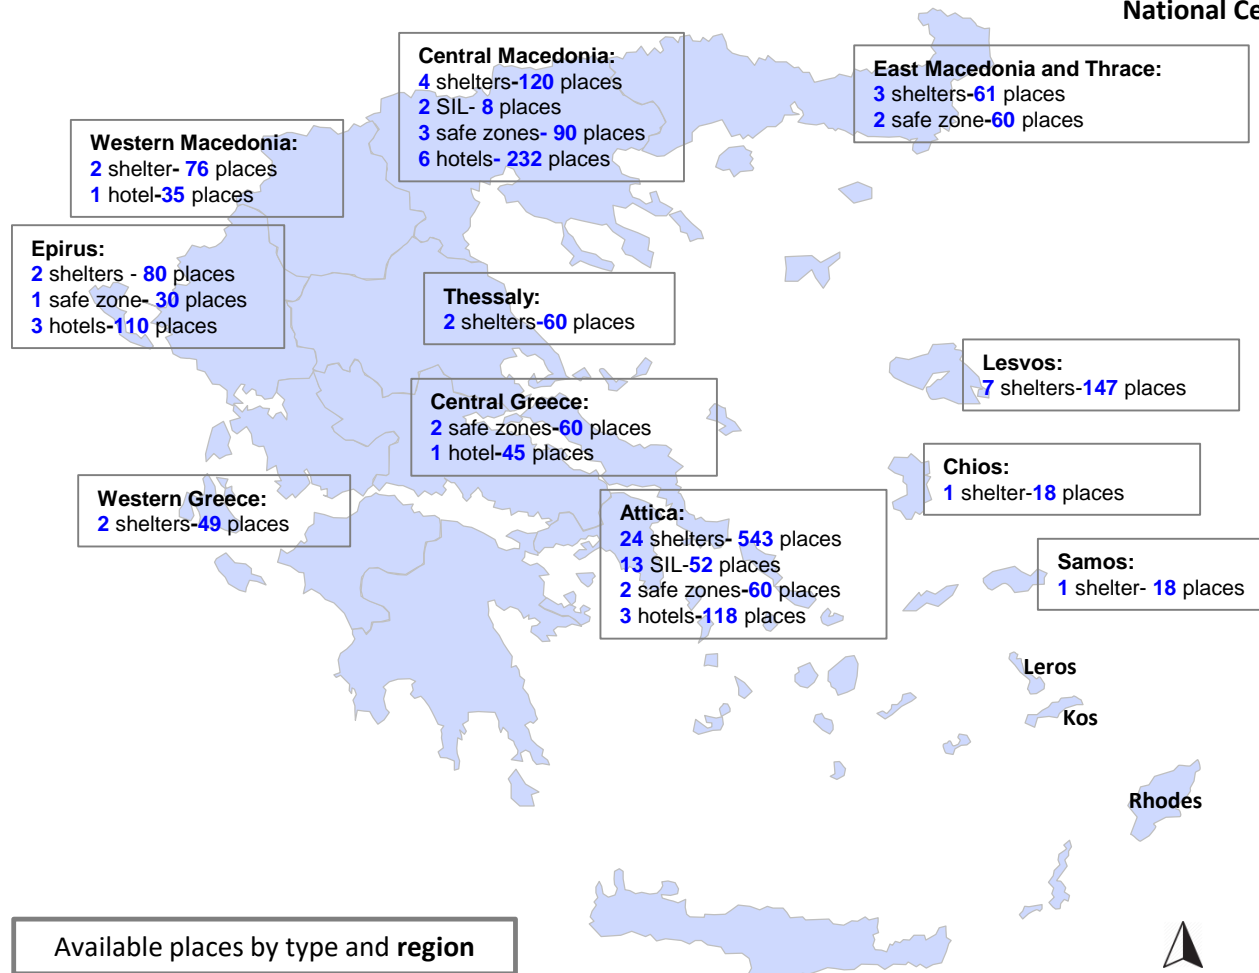 National Ce
Central Macedonia:
4 shelters-120 places
2 SIL- 8 places
3 safe zones- 90 places
6 hotels- 232 places
East Macedonia and Thrace:
3 shelters-61 places
2 safe zone-60 places
Western Macedonia:
2 shelter- 76 places
1 hotel-35 places
Epirus:
2 shelters - 80 places
1 safe zone- 30 places
3 hotels-110 places
Thessaly:
2 shelters-60 places
Lesvos:
7 shelters-147 places
Central Greece:
2 safe zones-60 places
1 hotel-45 places
Chios:
1 shelter-18 places
Western Greece:
2 shelters-49 places
Attica:
24 shelters- 543 places
13 SIL-52 places
2 safe zones-60 places
3 hotels-118 places
Samos:
1 shelter- 18 places
Leros
Kos
Rhodes
Available places by type and region